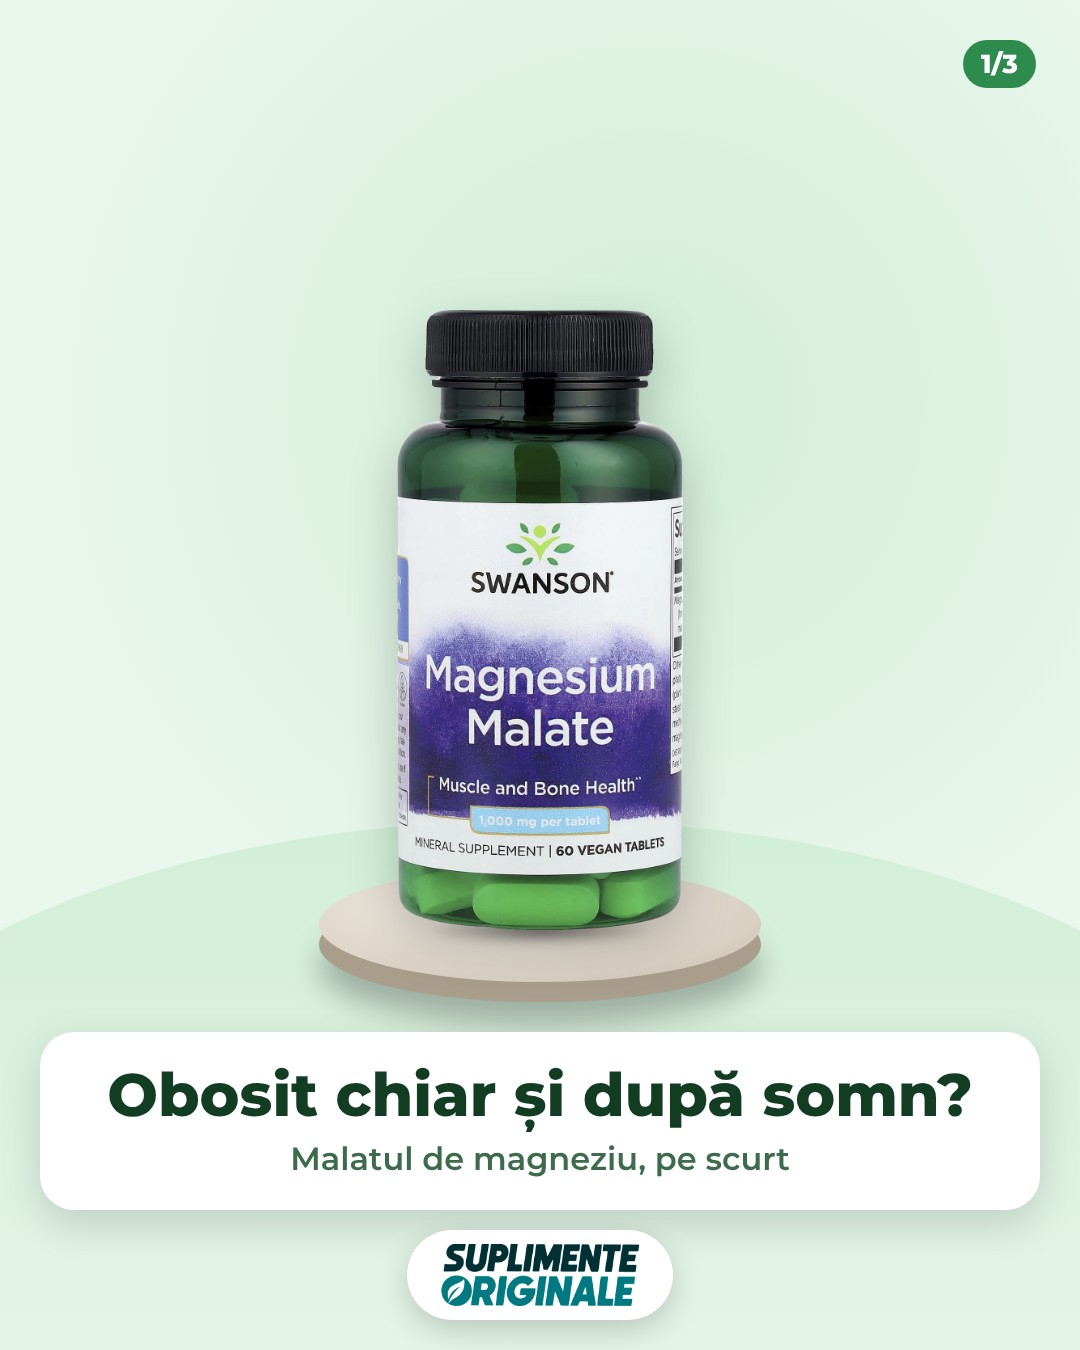 1/3
SWANSON
Magnesium
Malate
Muscle and Bone Health
1,000 mg per tablet
MINERAL SUPPLEMENT | 60 VEGAN TABLETS
Obosit chiar și după somn?
Malatul de magneziu, pe scurt
SUPLIMENTE
ORIGINALE